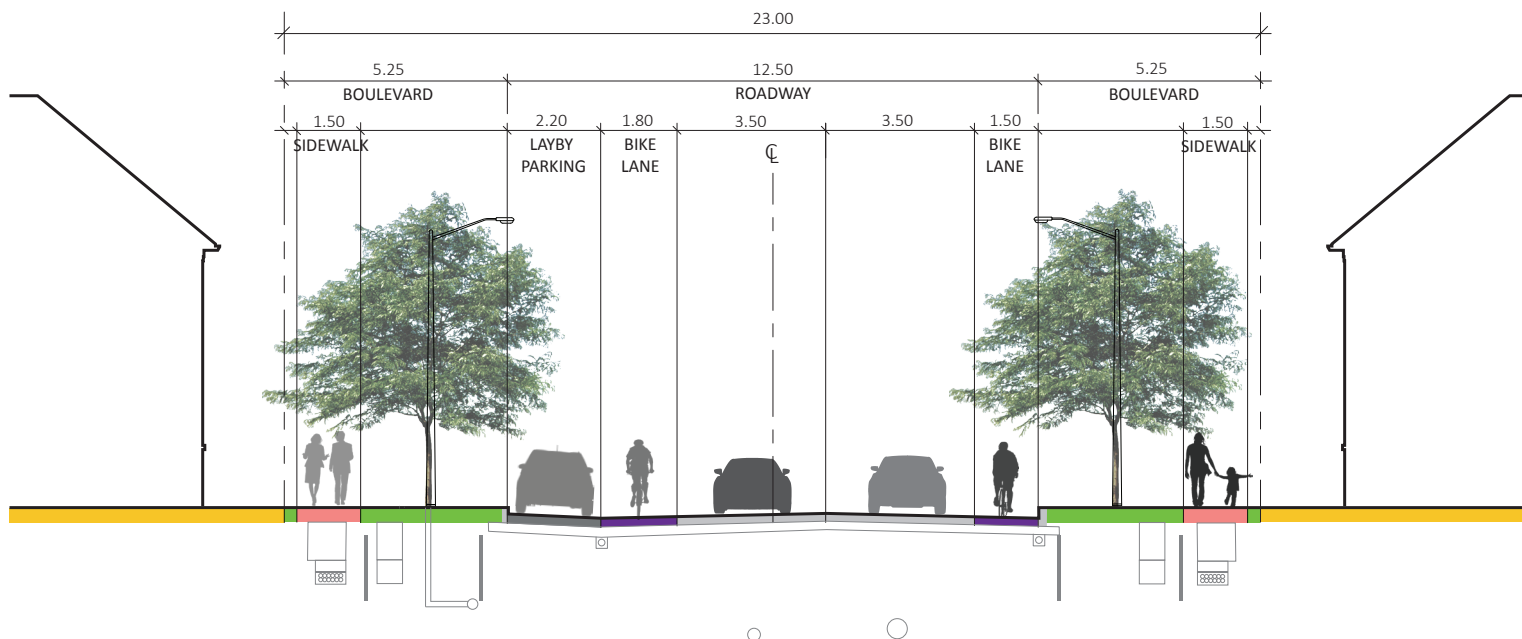 23.00
5.25 12.50 5.25
BOULEVARD ROADWAY BOULEVARD
1.50 2.20 1.80 3.50 3.50 1.50 1.50
SIDEWALK LAYBY BIKE ℄ BIKE SIDEWALK
PARKING LANE LANE